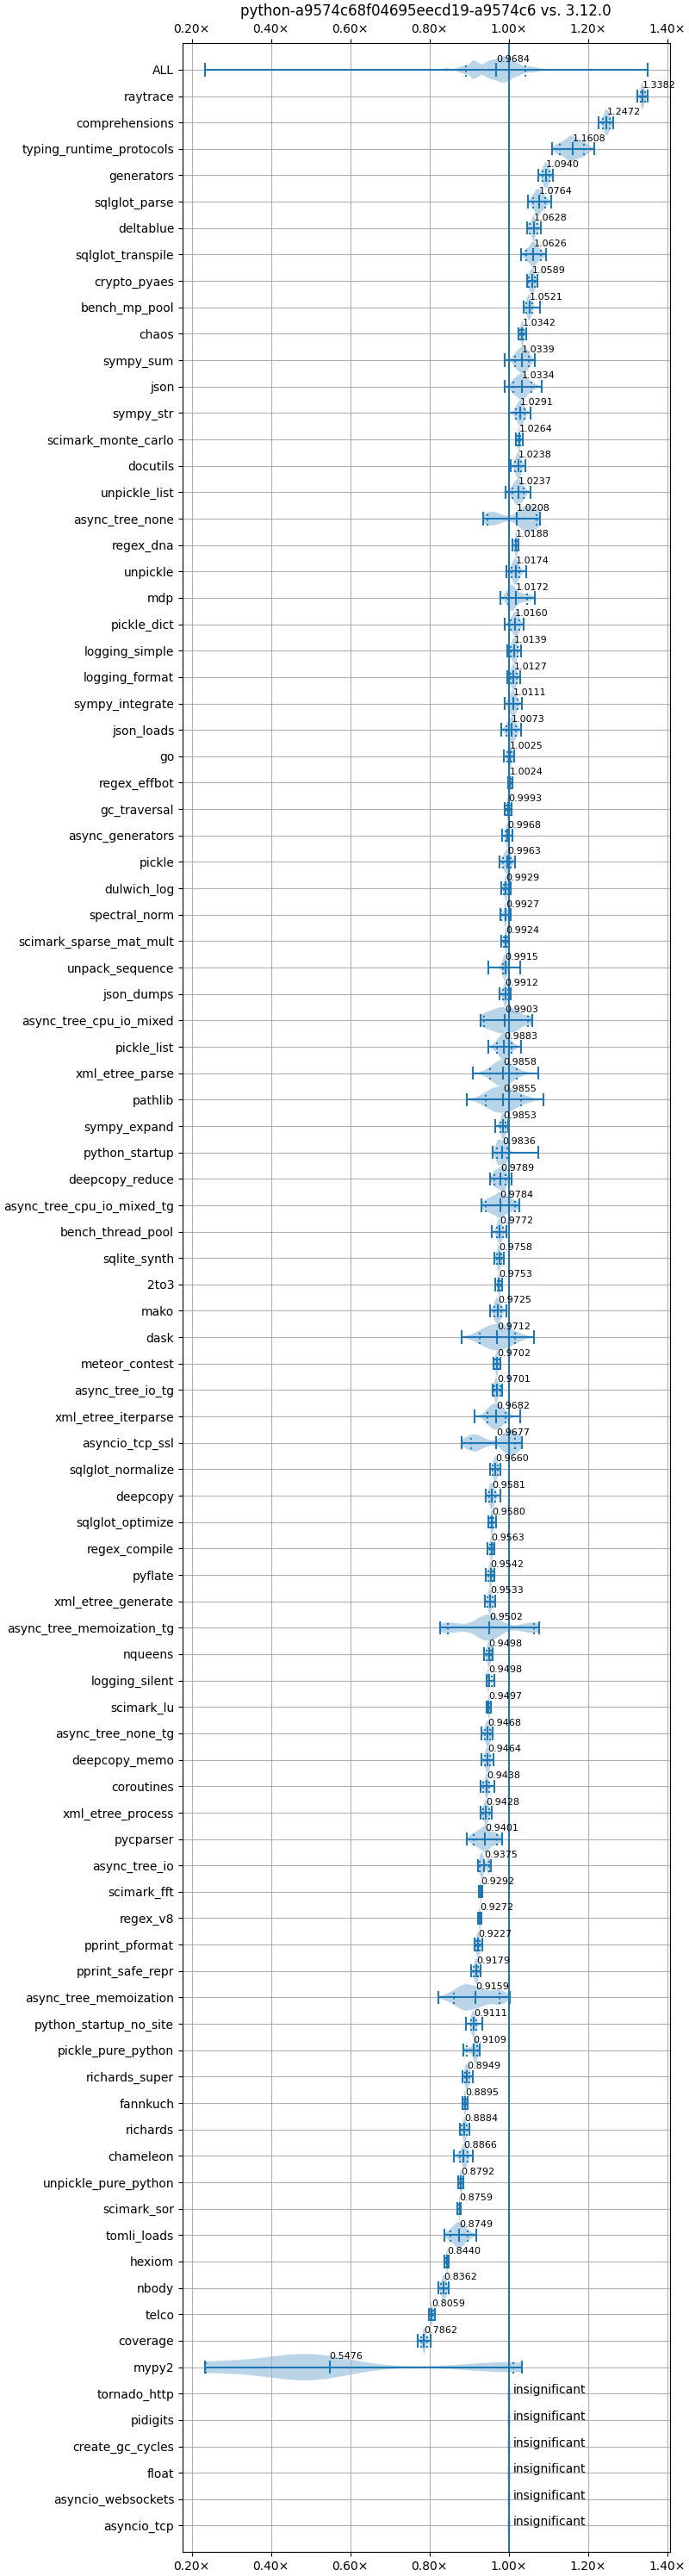 python-a9574c68f04695eecd19-a9574c6 vs. 3.12.0
0.20× 0.40× 0.60× 0.80× 1.00× 1.20× 1.40×
ALL 0.9684
raytrace 1.3382
comprehensions 1.2472
typing_runtime_protocols 1.1608
generators 1.0940
sqlglot_parse 1.0764
deltablue 1.0628
sqlglot_transpile 1.0626
crypto_pyaes 1.0589
bench_mp_pool 1.0521
chaos 1.0342
sympy_sum 1.0339
json 1.0334
sympy_str 1.0291
scimark_monte_carlo 1.0264
docutils 1.0238
unpickle_list 1.0237
async_tree_none 1.0208
regex_dna 1.0188
unpickle 1.0174
mdp 1.0172
pickle_dict 1.0160
logging_simple 1.0139
logging_format 1.0127
sympy_integrate 1.0111
json_loads 1.0073
go 1.0025
regex_effbot 1.0024
gc_traversal 0.9993
async_generators 0.9968
pickle 0.9963
dulwich_log 0.9929
spectral_norm 0.9927
scimark_sparse_mat_mult 0.9924
unpack_sequence 0.9915
json_dumps 0.9912
async_tree_cpu_io_mixed 0.9903
pickle_list 0.9883
xml_etree_parse 0.9858
pathlib 0.9855
sympy_expand 0.9853
python_startup 0.9836
deepcopy_reduce 0.9789
async_tree_cpu_io_mixed_tg 0.9784
bench_thread_pool 0.9772
sqlite_synth 0.9758
2to3 0.9753
mako 0.9725
dask 0.9712
meteor_contest 0.9702
async_tree_io_tg 0.9701
xml_etree_iterparse 0.9682
asyncio_tcp_ssl 0.9677
sqlglot_normalize 0.9660
deepcopy 0.9581
sqlglot_optimize 0.9580
regex_compile 0.9563
pyflate 0.9542
xml_etree_generate 0.9533
async_tree_memoization_tg 0.9502
nqueens 0.9498
logging_silent 0.9498
scimark_lu 0.9497
async_tree_none_tg 0.9468
deepcopy_memo 0.9464
coroutines 0.9438
xml_etree_process 0.9428
pycparser 0.9401
async_tree_io 0.9375
scimark_fft 0.9292
regex_v8 0.9272
pprint_pformat 0.9227
pprint_safe_repr 0.9179
async_tree_memoization 0.9159
python_startup_no_site 0.9111
pickle_pure_python 0.9109
richards_super 0.8949
fannkuch 0.8895
richards 0.8884
chameleon 0.8866
unpickle_pure_python 0.8792
scimark_sor 0.8759
tomli_loads 0.8749
hexiom 0.8440
nbody 0.8362
telco 0.8059
coverage 0.7862
mypy2 0.5476
tornado_http insignificant
pidigits insignificant
create_gc_cycles insignificant
float insignificant
asyncio_websockets insignificant
asyncio_tcp insignificant
0.20× 0.40× 0.60× 0.80× 1.00× 1.20× 1.40×